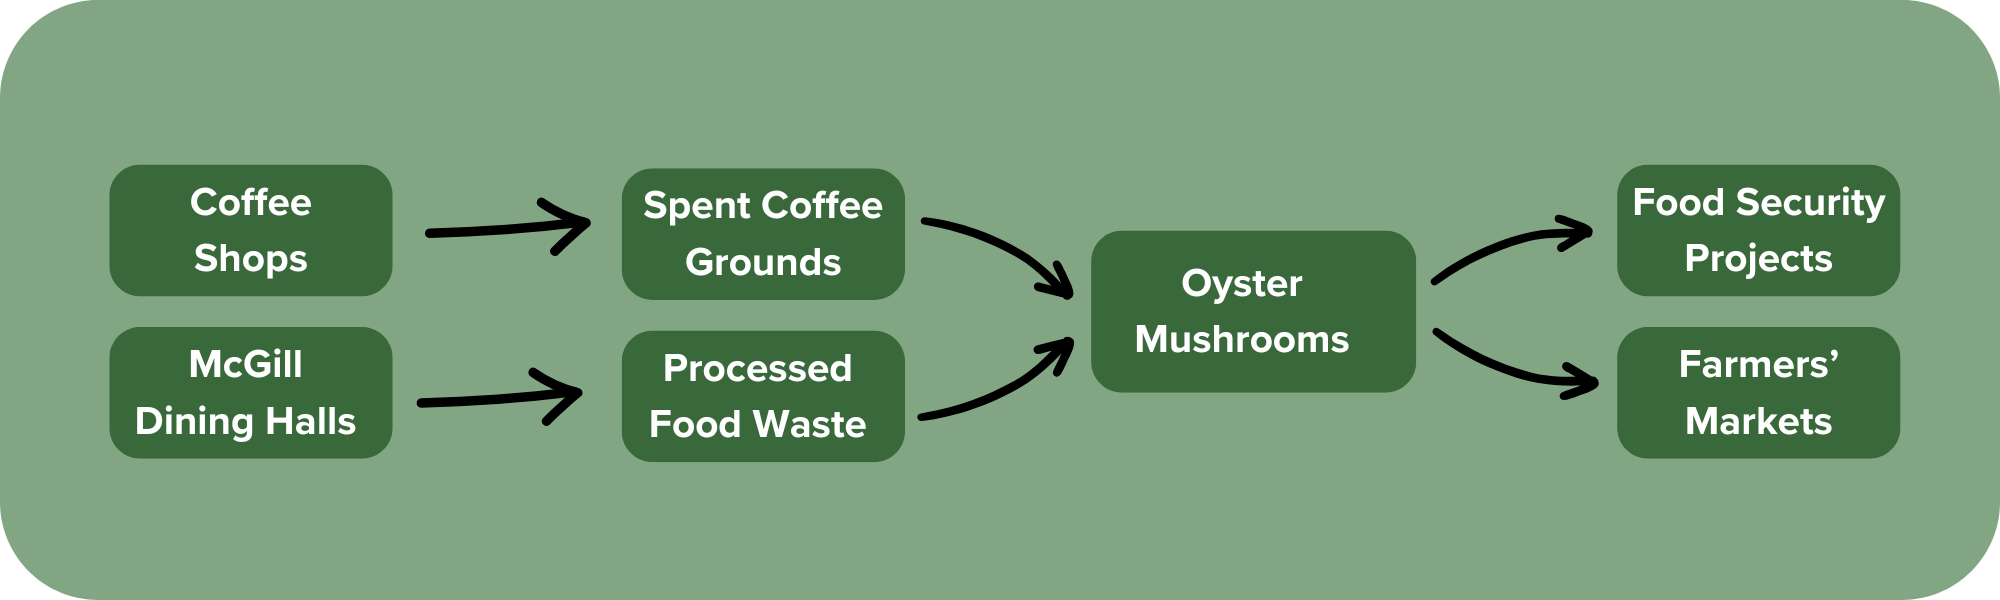 Coffee
Shops
McGill
Dining Halls
Spent Coffee
Grounds
Processed
Food Waste
Oyster
Mushrooms
Food Security
Projects
Farmers’
Markets